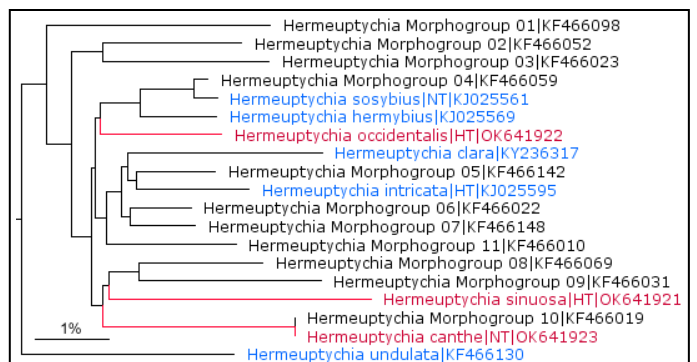 Hermeuptychia Morphogroup 01|KF466098
Hermeuptychia Morphogroup 02|KF466052
Hermeuptychia Morphogroup 03|KF466023
Hermeuptychia Morphogroup 04|KF466059
Hermeuptychia sosybius|NT|KJ025561
Hermeuptychia hermybius|KJ025569
Hermeuptychia occidentalis|HT|OK641922
Hermeuptychia clara|KY236317
Hermeuptychia Morphogroup 05|KF466142
Hermeuptychia intricata|HT|KJ025595
Hermeuptychia Morphogroup 06|KF466022
Hermeuptychia Morphogroup 07|KF466148
Hermeuptychia Morphogroup 11|KF466010
Hermeuptychia Morphogroup 08|KF466069
Hermeuptychia Morphogroup 09|KF466031
Hermeuptychia sinuosa|HT|OK641921
Hermeuptychia Morphogroup 10|KF466019
1%
Hermeuptychia canthe|NT|OK641923
Hermeuptychia undulata|KF466130